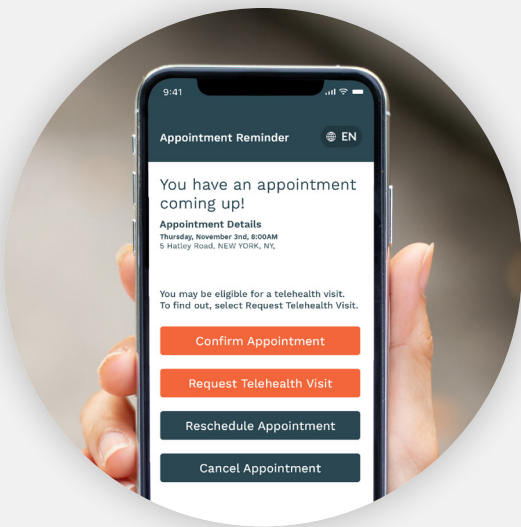 9:41
Appointment Reminder
EN
You have an appointment
coming up!
Appointment Details
Thursday, November 3nd, 8:00AM
5 Hatley Road, NEW YORK, NY,
You may be eligible for a telehealth visit.
To find out, select Request Telehealth Visit.
Confirm Appointment
Request Telehealth Visit
Reschedule Appointment
Cancel Appointment